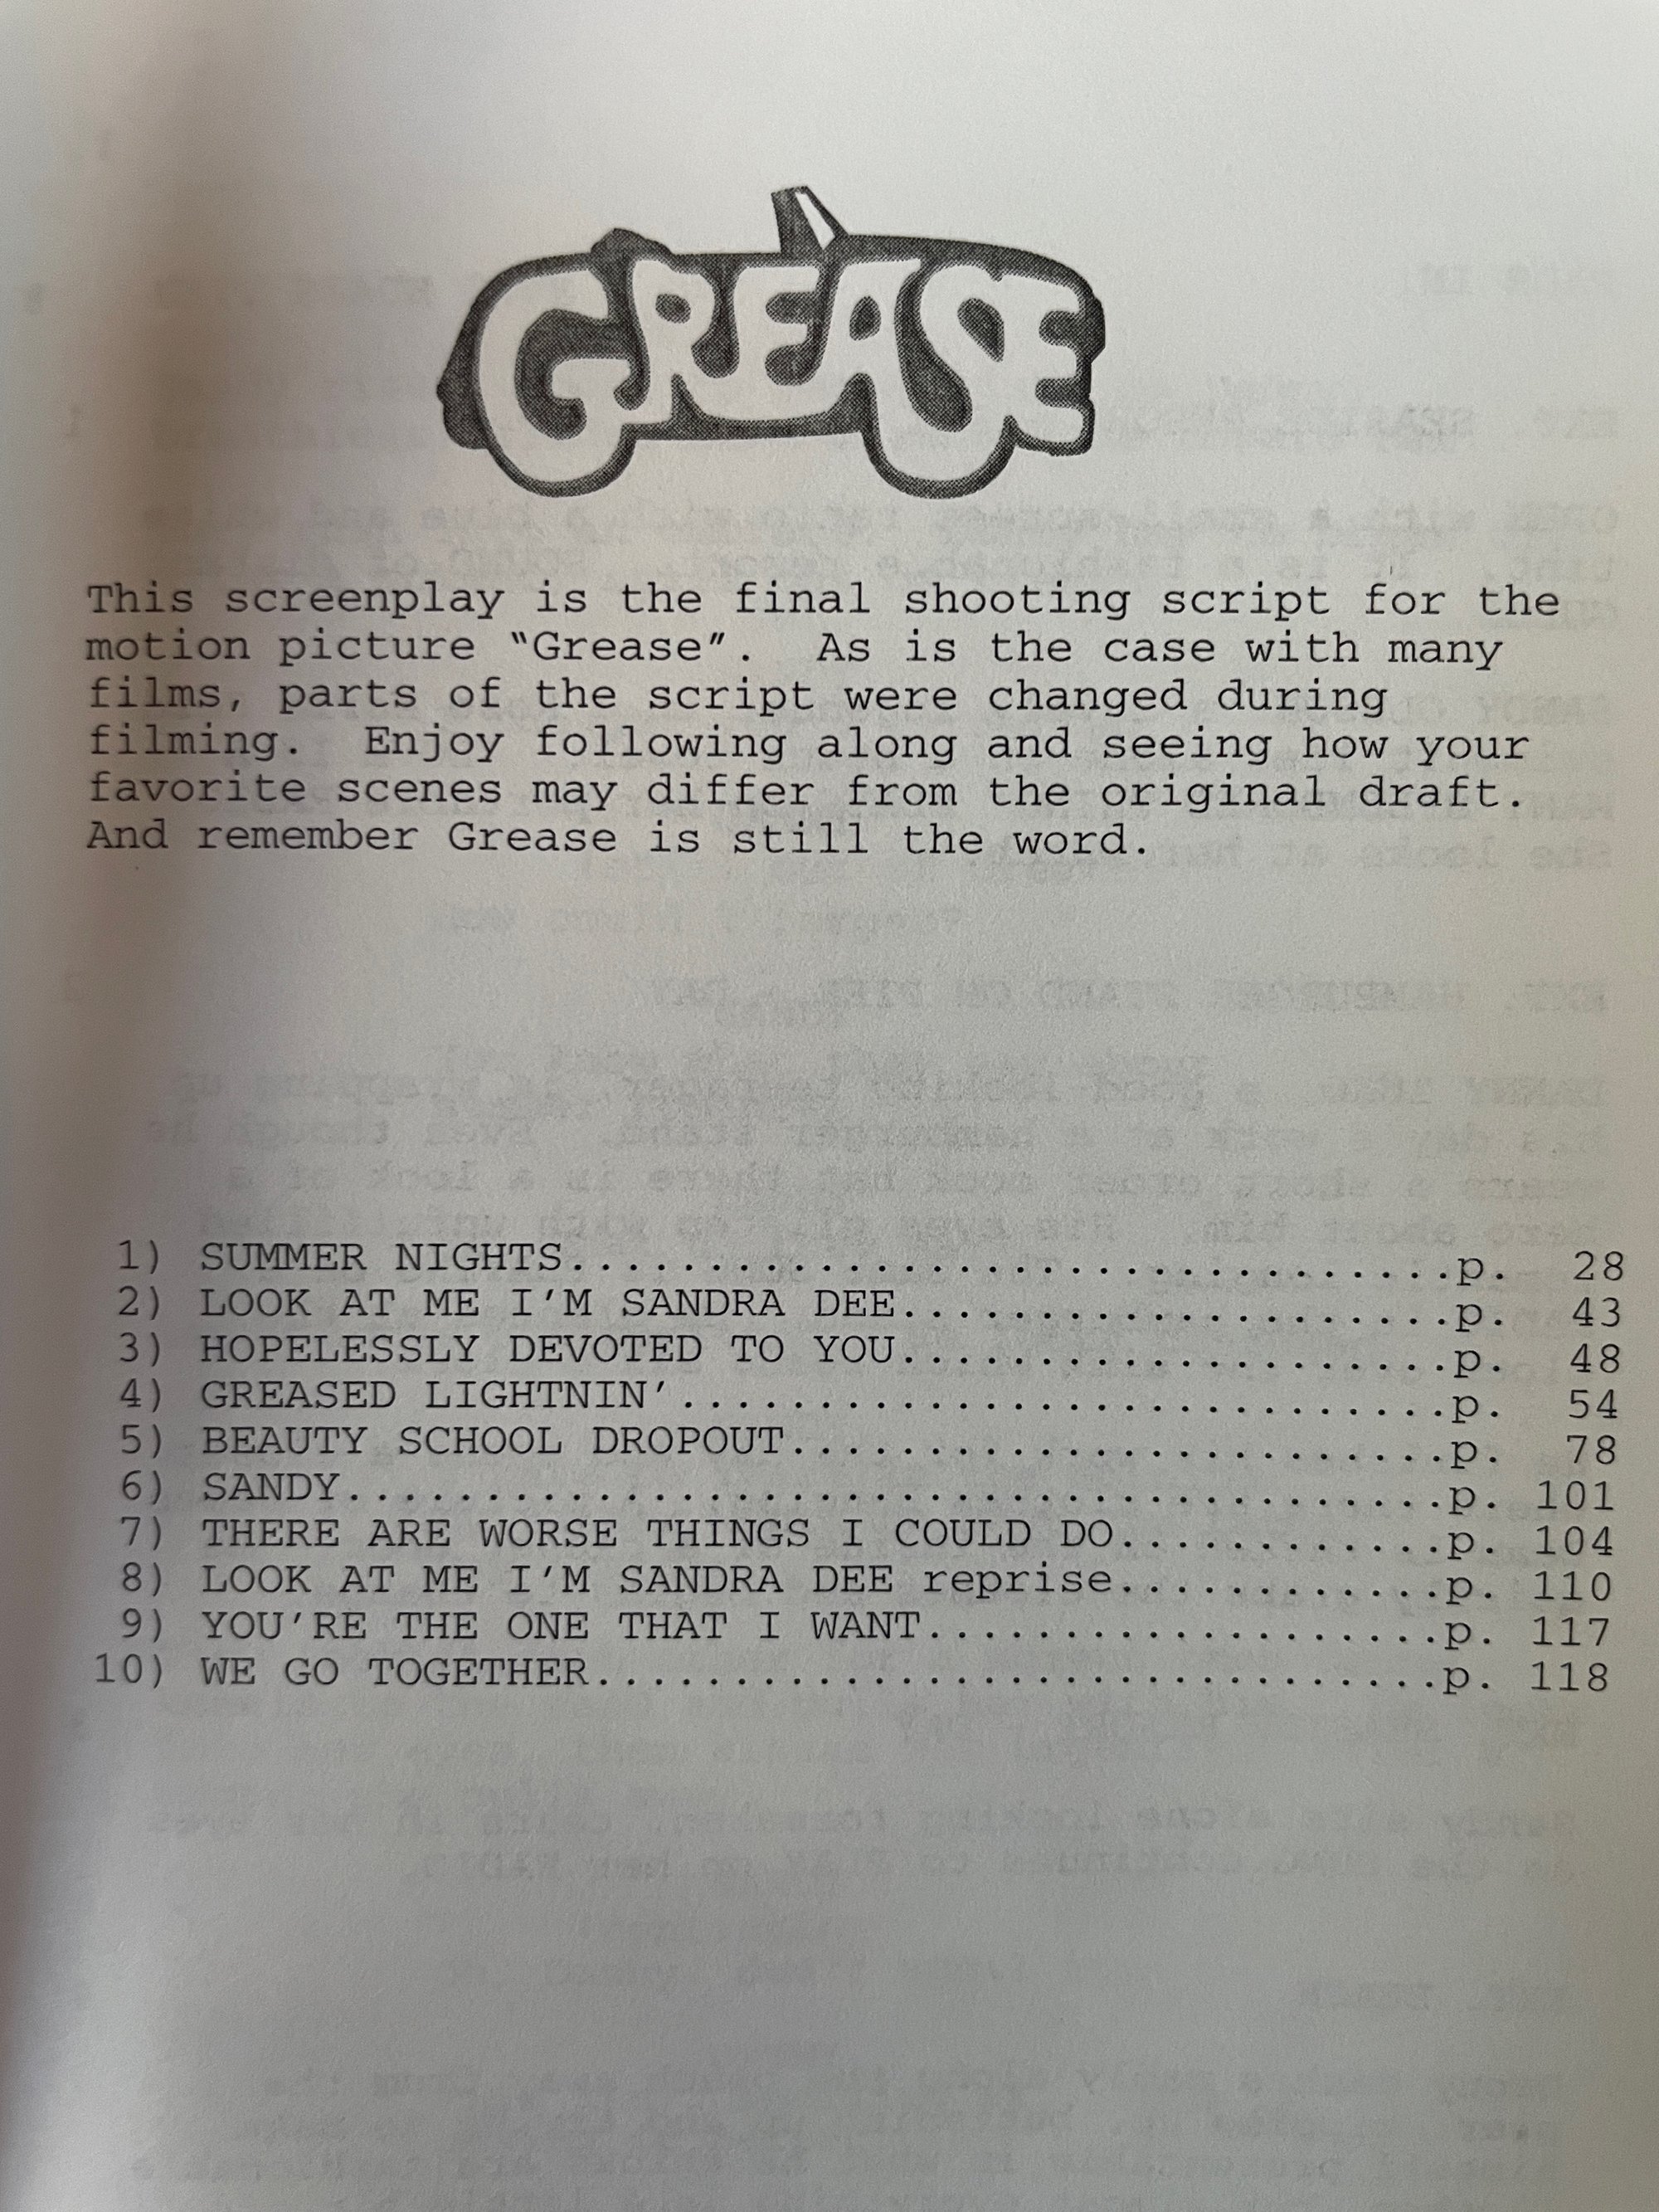 GREASE
This screenplay is the final shooting script for the
motion picture “Grease”.  As is the case with many
films, parts of the script were changed during
filming.  Enjoy following along and seeing how your
favorite scenes may differ from the original draft.
And remember Grease is still the word.
1) SUMMER NIGHTS................................p. 28
2) LOOK AT ME I’M SANDRA DEE....................p. 43
3) HOPELESSLY DEVOTED TO YOU....................p. 48
4) GREASED LIGHTNIN’............................p. 54
5) BEAUTY SCHOOL DROPOUT........................p. 78
6) SANDY........................................p. 101
7) THERE ARE WORSE THINGS I COULD DO............p. 104
8) LOOK AT ME I’M SANDRA DEE reprise............p. 110
9) YOU’RE THE ONE THAT I WANT...................p. 117
10) WE GO TOGETHER...............................p. 118